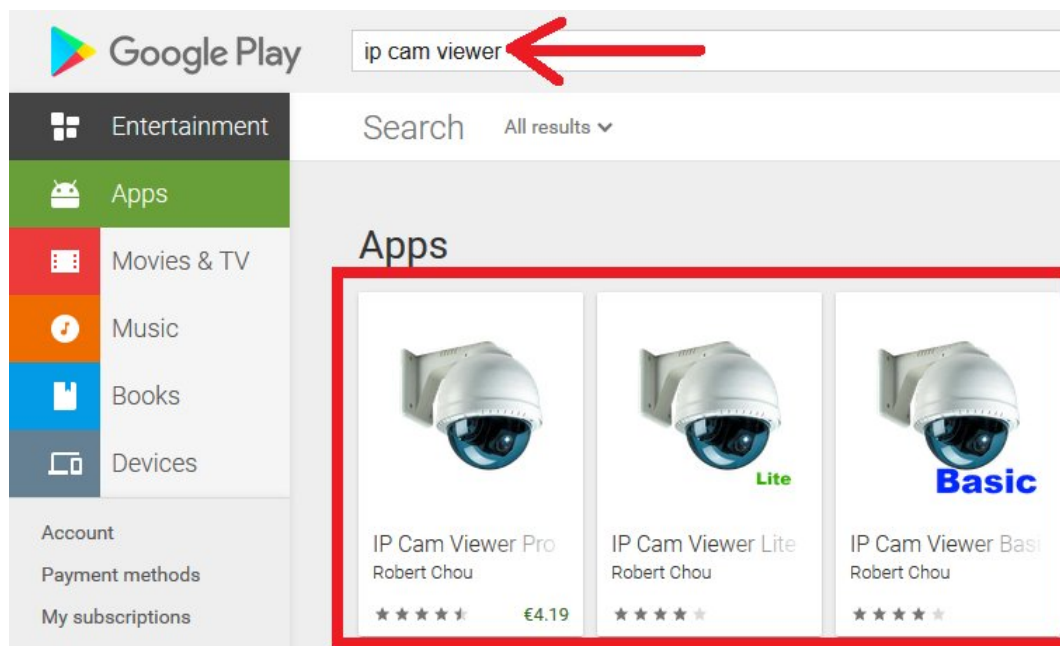 Google Play
ip cam viewer
Entertainment
Search All results
Apps
Movies & TV
Music
Books
Devices
Account
Payment methods
My subscriptions
Apps
Lite
Basic
IP Cam Viewer Pro
Robert Chou
€4.19
IP Cam Viewer Lite
Robert Chou
IP Cam Viewer Basi
Robert Chou